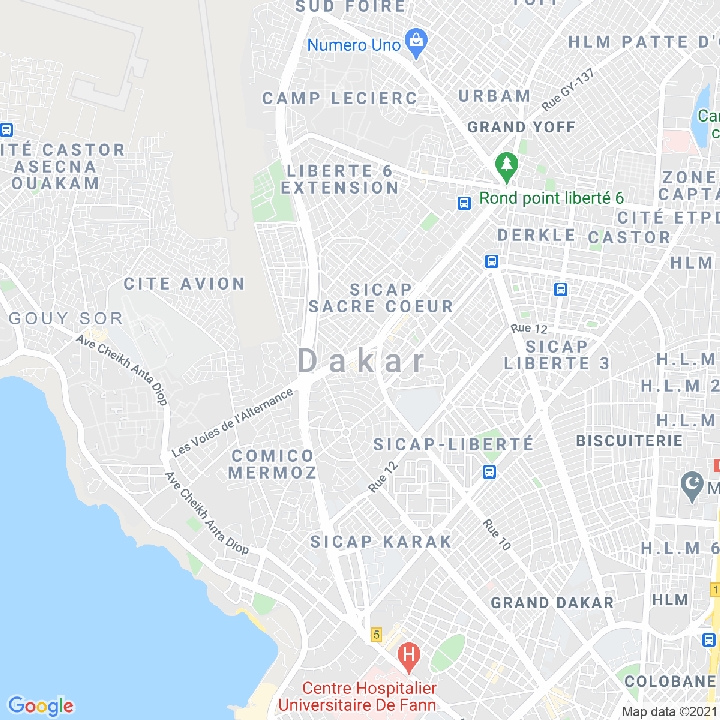 SUD FOIRE
YOFF
Numero Uno
HLM PATTE D'O
Rue GY-137
CAMP LECLERC
URBAM
GRAND YOFF
Can
c
CITÉ CASTOR
ASECNA
OUAKAM
LIBERTE 6
EXTENSION
ZONE
CAPTA
Rond point liberté 6
CITÉ ETPD
DERKLE
CASTOR
HLM
CITE AVION
SICAP
SACRE COEUR
GOUY SOR
Rue 12
Ave Cheikh Anta Diop
Dakar
SICAP
LIBERTE 3
H.L.M
H.L.M 2
H.L.M
Les Voies de l'Alternance
SICAP-LIBERTÉ
BISCUITERIE
COMICO
MERMOZ
Rue 12
M
Ave Cheikh Anta Diop
Rue 10
SICAP KARAK
H.L.M 6
1
GRAND DAKAR
HLM
5
H
Centre Hospitalier
Universitaire De Fann
COLOBANE
Google
Map data ©2021